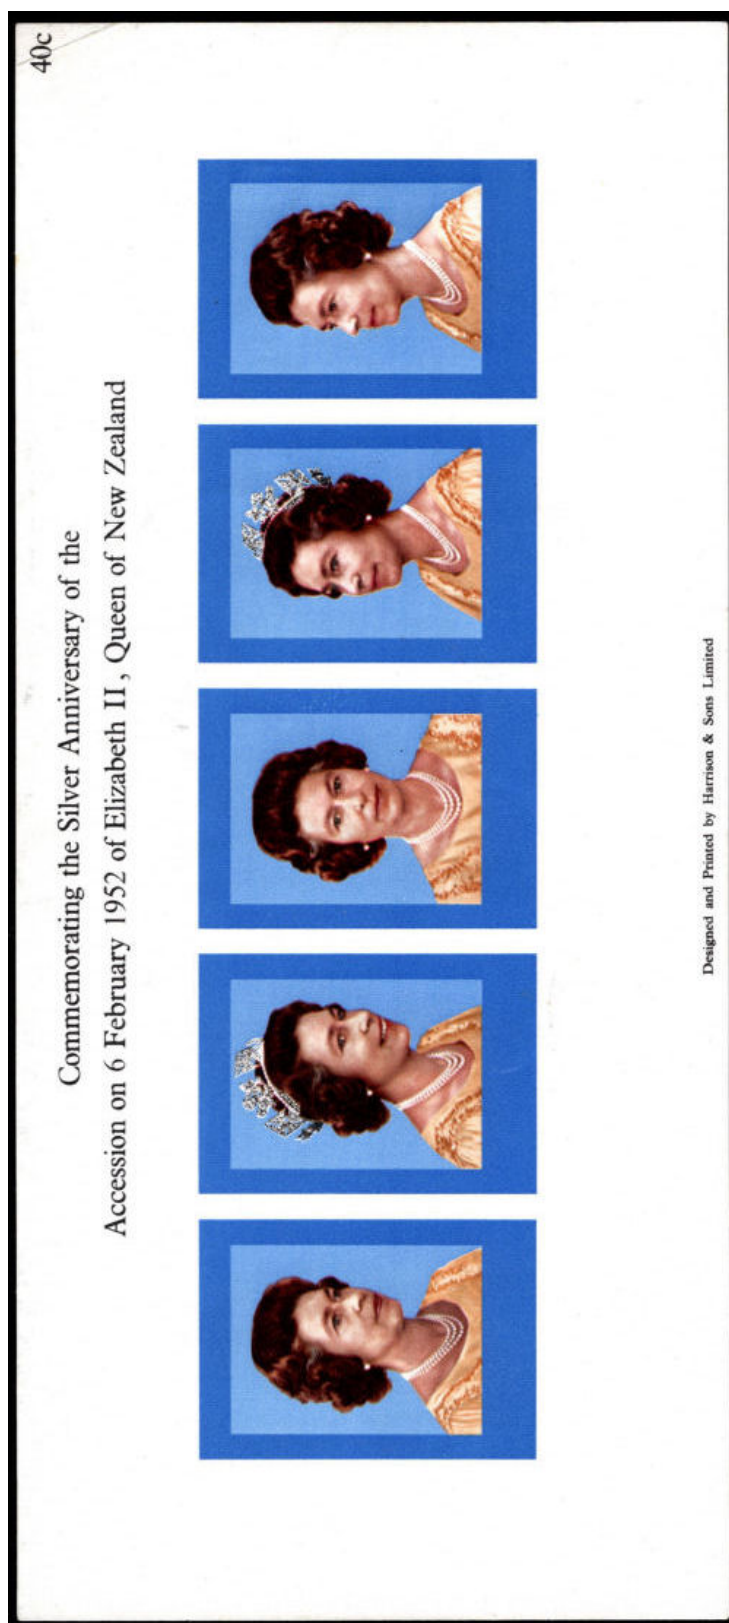 40c
Commemorating the Silver Anniversary of the
Accession on 6 February 1952 of Elizabeth II, Queen of New Zealand
Designed and Printed by Harrison & Sons Limited